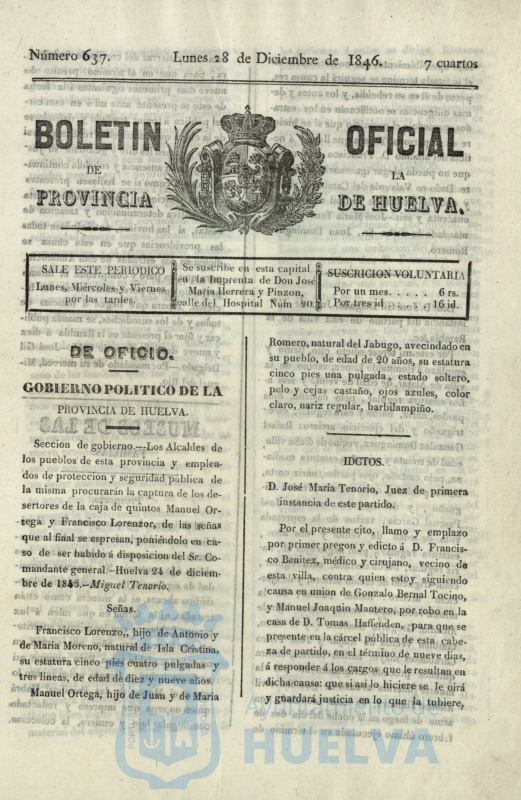 Número 637. Lunes 28 de Diciembre de 1846. 7 cuartos
BOLETIN OFICIAL
DE LA
PROVINCIA DE HUELVA.
SALE ESTE PERIODICO
Lunes, Miércoles y Viernes
por las tardes.
Se suscribe en esta capital
en la Imprenta de Don José
María Herrera y Pinzon,
calle del Hospital Núm 20.
SUSCRICION VOLUNTARIA
Por un mes. . . . . 6 rs.
Por tres id. . . . . . 16 id.
DE OFICIO.
GOBIERNO POLITICO DE LA
PROVINCIA DE HUELVA.
Seccion de gobierno.—Los Alcaldes de
los pueblos de esta provincia y emplea-
dos de proteccion y seguridad pública de
la misma procurarán la captura de los de-
sertores de la caja de quintos Manuel Or-
tega y Francisco Lorenzo, de las señas
que al final se espresan, poniéndolo en ca-
so de ser habido á disposicion del Sr. Co-
mandante general.—Huelva 24 de diciem-
bre de 1846.—Miguel Tenorio.
Señas.
Francisco Lorenzo,, hijo de Antonio y
de María Moreno, natural de Isla Cristina,
su estatura cinco pies cuatro pulgadas y
tres lineas, de edad de diez y nueve años.
Manuel Ortega, hijo de Juan y de María
Romero, natural del Jabugo, avecindado en
su pueblo, de edad de 20 años, su estatura
cinco pies una pulgada, estado soltero,
pelo y cejas castaño, ojos azules, color
claro, nariz regular, barbilampiño.
IDCTOS.
D. José María Tenorio, Juez de primera
instancia de este partido.
Por el presente cito, llamo y emplazo
por primer pregon y edicto á D. Francis-
co Benitez, médico y cirujano, vecino de
esta villa, contra quien estoy siguiendo
causa en union de Gonzalo Bernal Tocino,
y Manuel Joaquin Mantero, por robo en la
casa de D. Tomas Haffenden, para que se
presente en la cárcel pública de esta cabe-
za de partido, en el término de nueve dias,
á responder á los cargos que le resultan en
dicha causa: que si así lo hiciere se le oirá
y guardará justicia en lo que la tubiere,
Ayuntamiento de
HUELVA